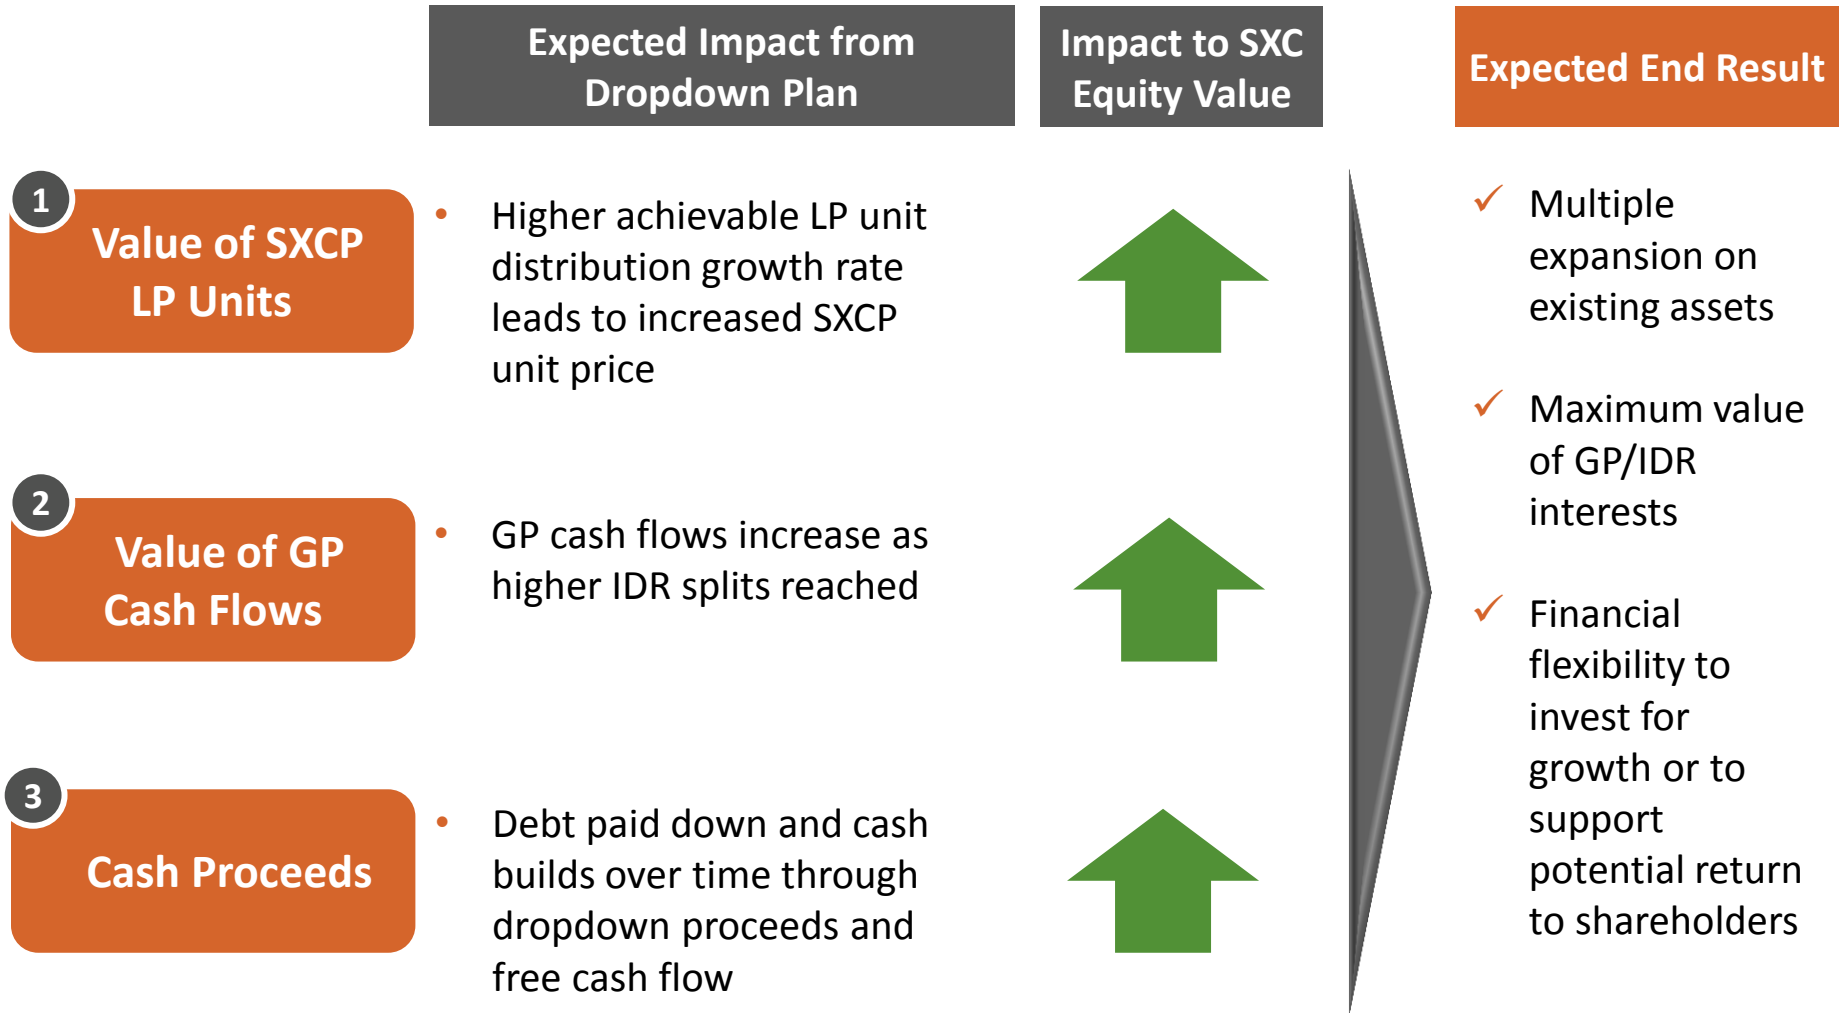 Expected Impact from
Dropdown Plan
Impact to SXC
Equity Value
Expected End Result
1
Value of SXCP
LP Units
• Higher achievable LP unit
distribution growth rate
leads to increased SXCP
unit price
2
Value of GP
Cash Flows
• GP cash flows increase as
higher IDR splits reached
3
Cash Proceeds
• Debt paid down and cash
builds over time through
dropdown proceeds and
free cash flow
✓ Multiple
expansion on
existing assets
✓ Maximum value
of GP/IDR
interests
✓ Financial
flexibility to
invest for
growth or to
support
potential return
to shareholders